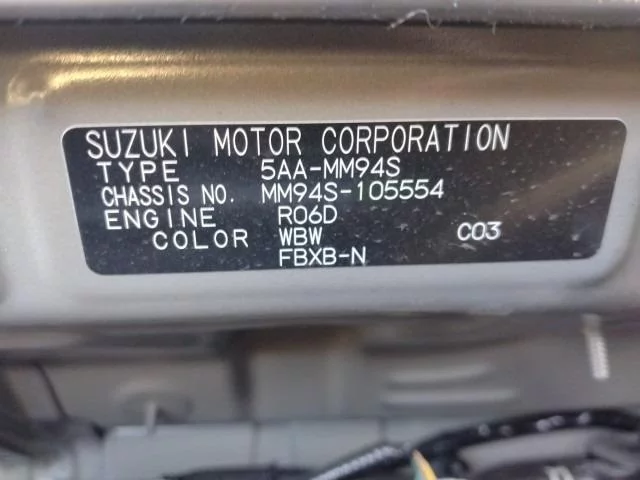 SUZUKI MOTOR CORPORATION
TYPE 5AA-MM94S
CHASSIS NO. MM94S-105554
ENGINE R06D
COLOR WBW C03
FBXB-N